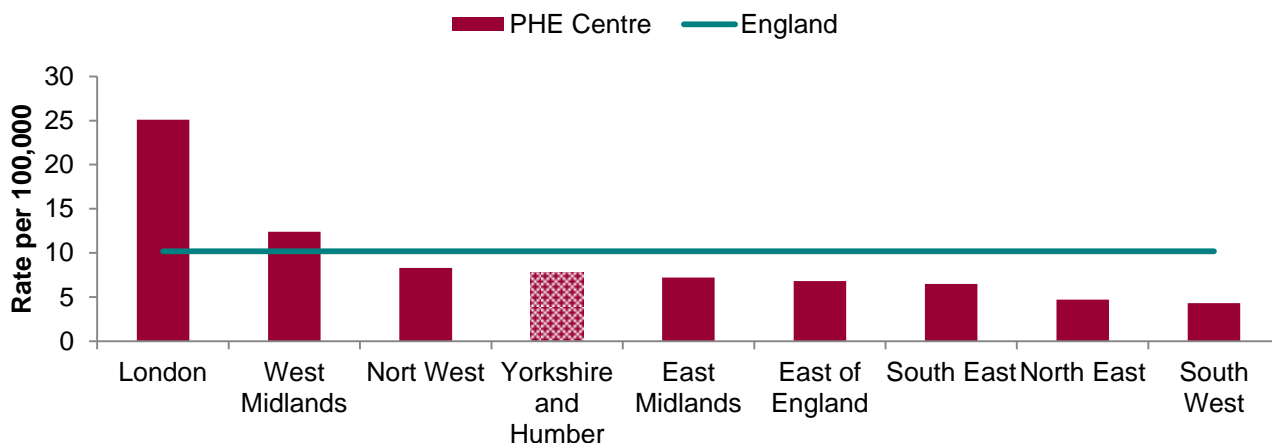 PHE Centre
England
Rate per 100,000
30
25
20
15
10
5
0
London
West
Midlands
Nort West
Yorkshire
and
Humber
East
Midlands
East of
England
South East
North East
South
West